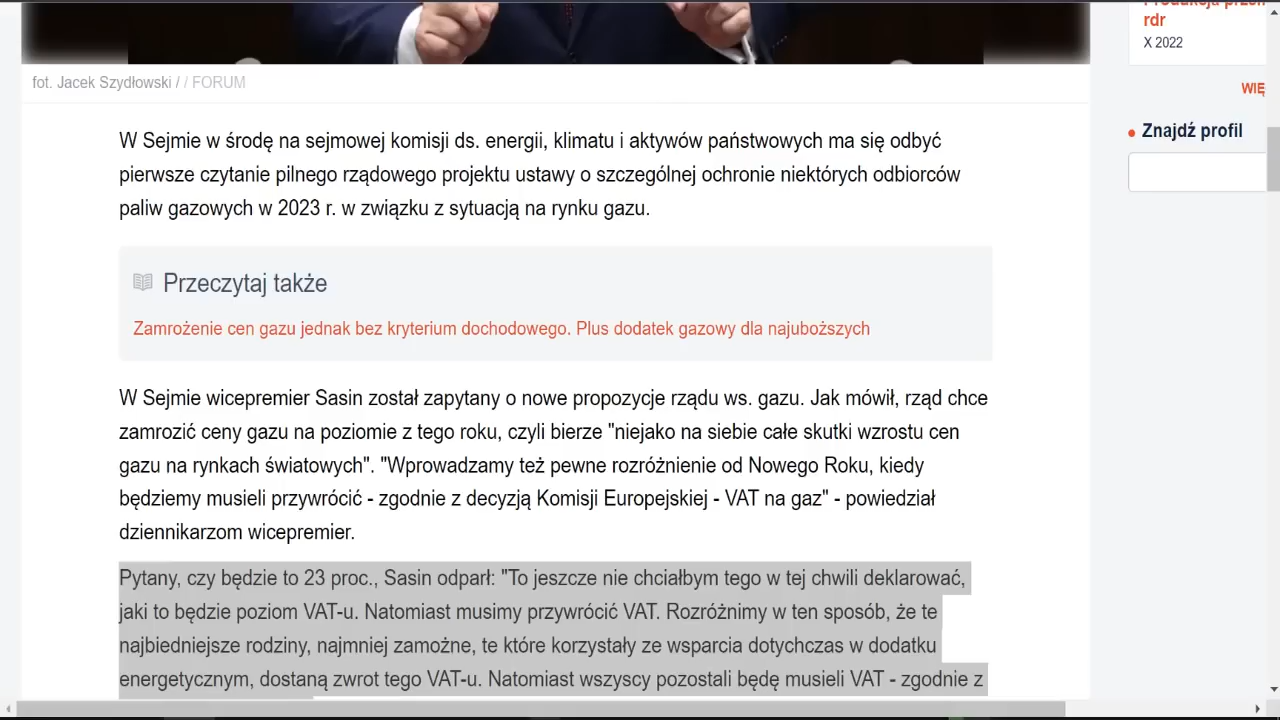 rdr
X 2022
fot. Jacek Szydłowski / / FORUM
WIĘ
Znajdź profil
W Sejmie w środę na sejmowej komisji ds. energii, klimatu i aktywów państwowych ma się odbyć
pierwsze czytanie pilnego rządowego projektu ustawy o szczególnej ochronie niektórych odbiorców
paliw gazowych w 2023 r. w związku z sytuacją na rynku gazu.
Przeczytaj także
Zamrożenie cen gazu jednak bez kryterium dochodowego. Plus dodatek gazowy dla najuboższych
W Sejmie wicepremier Sasin został zapytany o nowe propozycje rządu ws. gazu. Jak mówił, rząd chce
zamrozić ceny gazu na poziomie z tego roku, czyli bierze "niejako na siebie całe skutki wzrostu cen
gazu na rynkach światowych". "Wprowadzamy też pewne rozróżnienie od Nowego Roku, kiedy
będziemy musieli przywrócić - zgodnie z decyzją Komisji Europejskiej - VAT na gaz" - powiedział
dziennikarzom wicepremier.
Pytany, czy będzie to 23 proc., Sasin odparł: "To jeszcze nie chciałbym tego w tej chwili deklarować,
jaki to będzie poziom VAT-u. Natomiast musimy przywrócić VAT. Rozróżnimy w ten sposób, że te
najbiedniejsze rodziny, najmniej zamożne, te które korzystały ze wsparcia dotychczas w dodatku
energetycznym, dostaną zwrot tego VAT-u. Natomiast wszyscy pozostali będę musieli VAT - zgodnie z